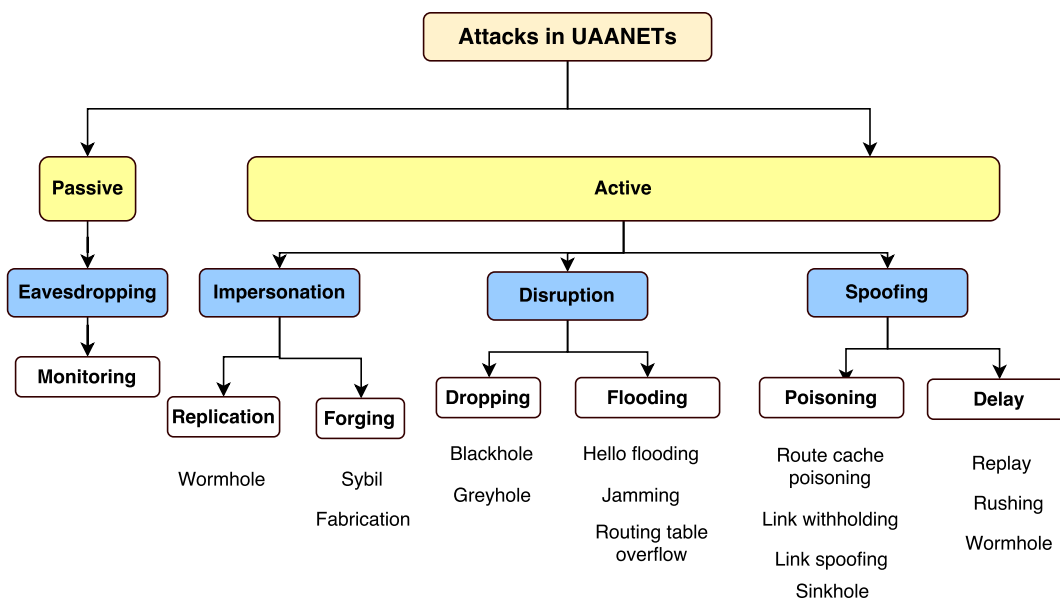 Attacks in UAANETs
Passive
Active
Eavesdropping
Impersonation
Disruption
Spoofing
Monitoring
Replication
Forging
Dropping
Flooding
Poisoning
Delay
Wormhole
Sybil
Fabrication
Blackhole
Greyhole
Hello flooding
Jamming
Routing table
overflow
Route cache
poisoning
Link withholding
Link spoofing
Sinkhole
Replay
Rushing
Wormhole